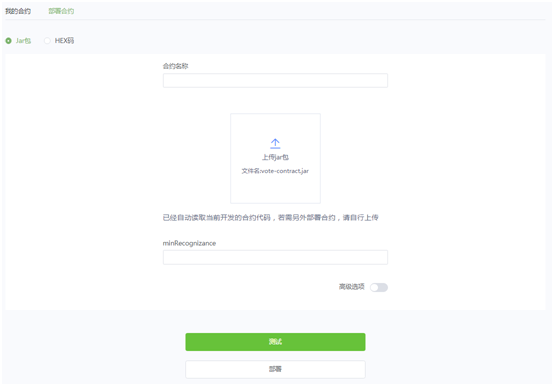 我的合约 部署合约
Jar包 HEX码
合约名称
上传jar包
文件名:vote-contract.jar
已经自动读取当前开发的合约代码，若需另外部署合约，请自行上传
minRecognizance
高级选项
测试
部署